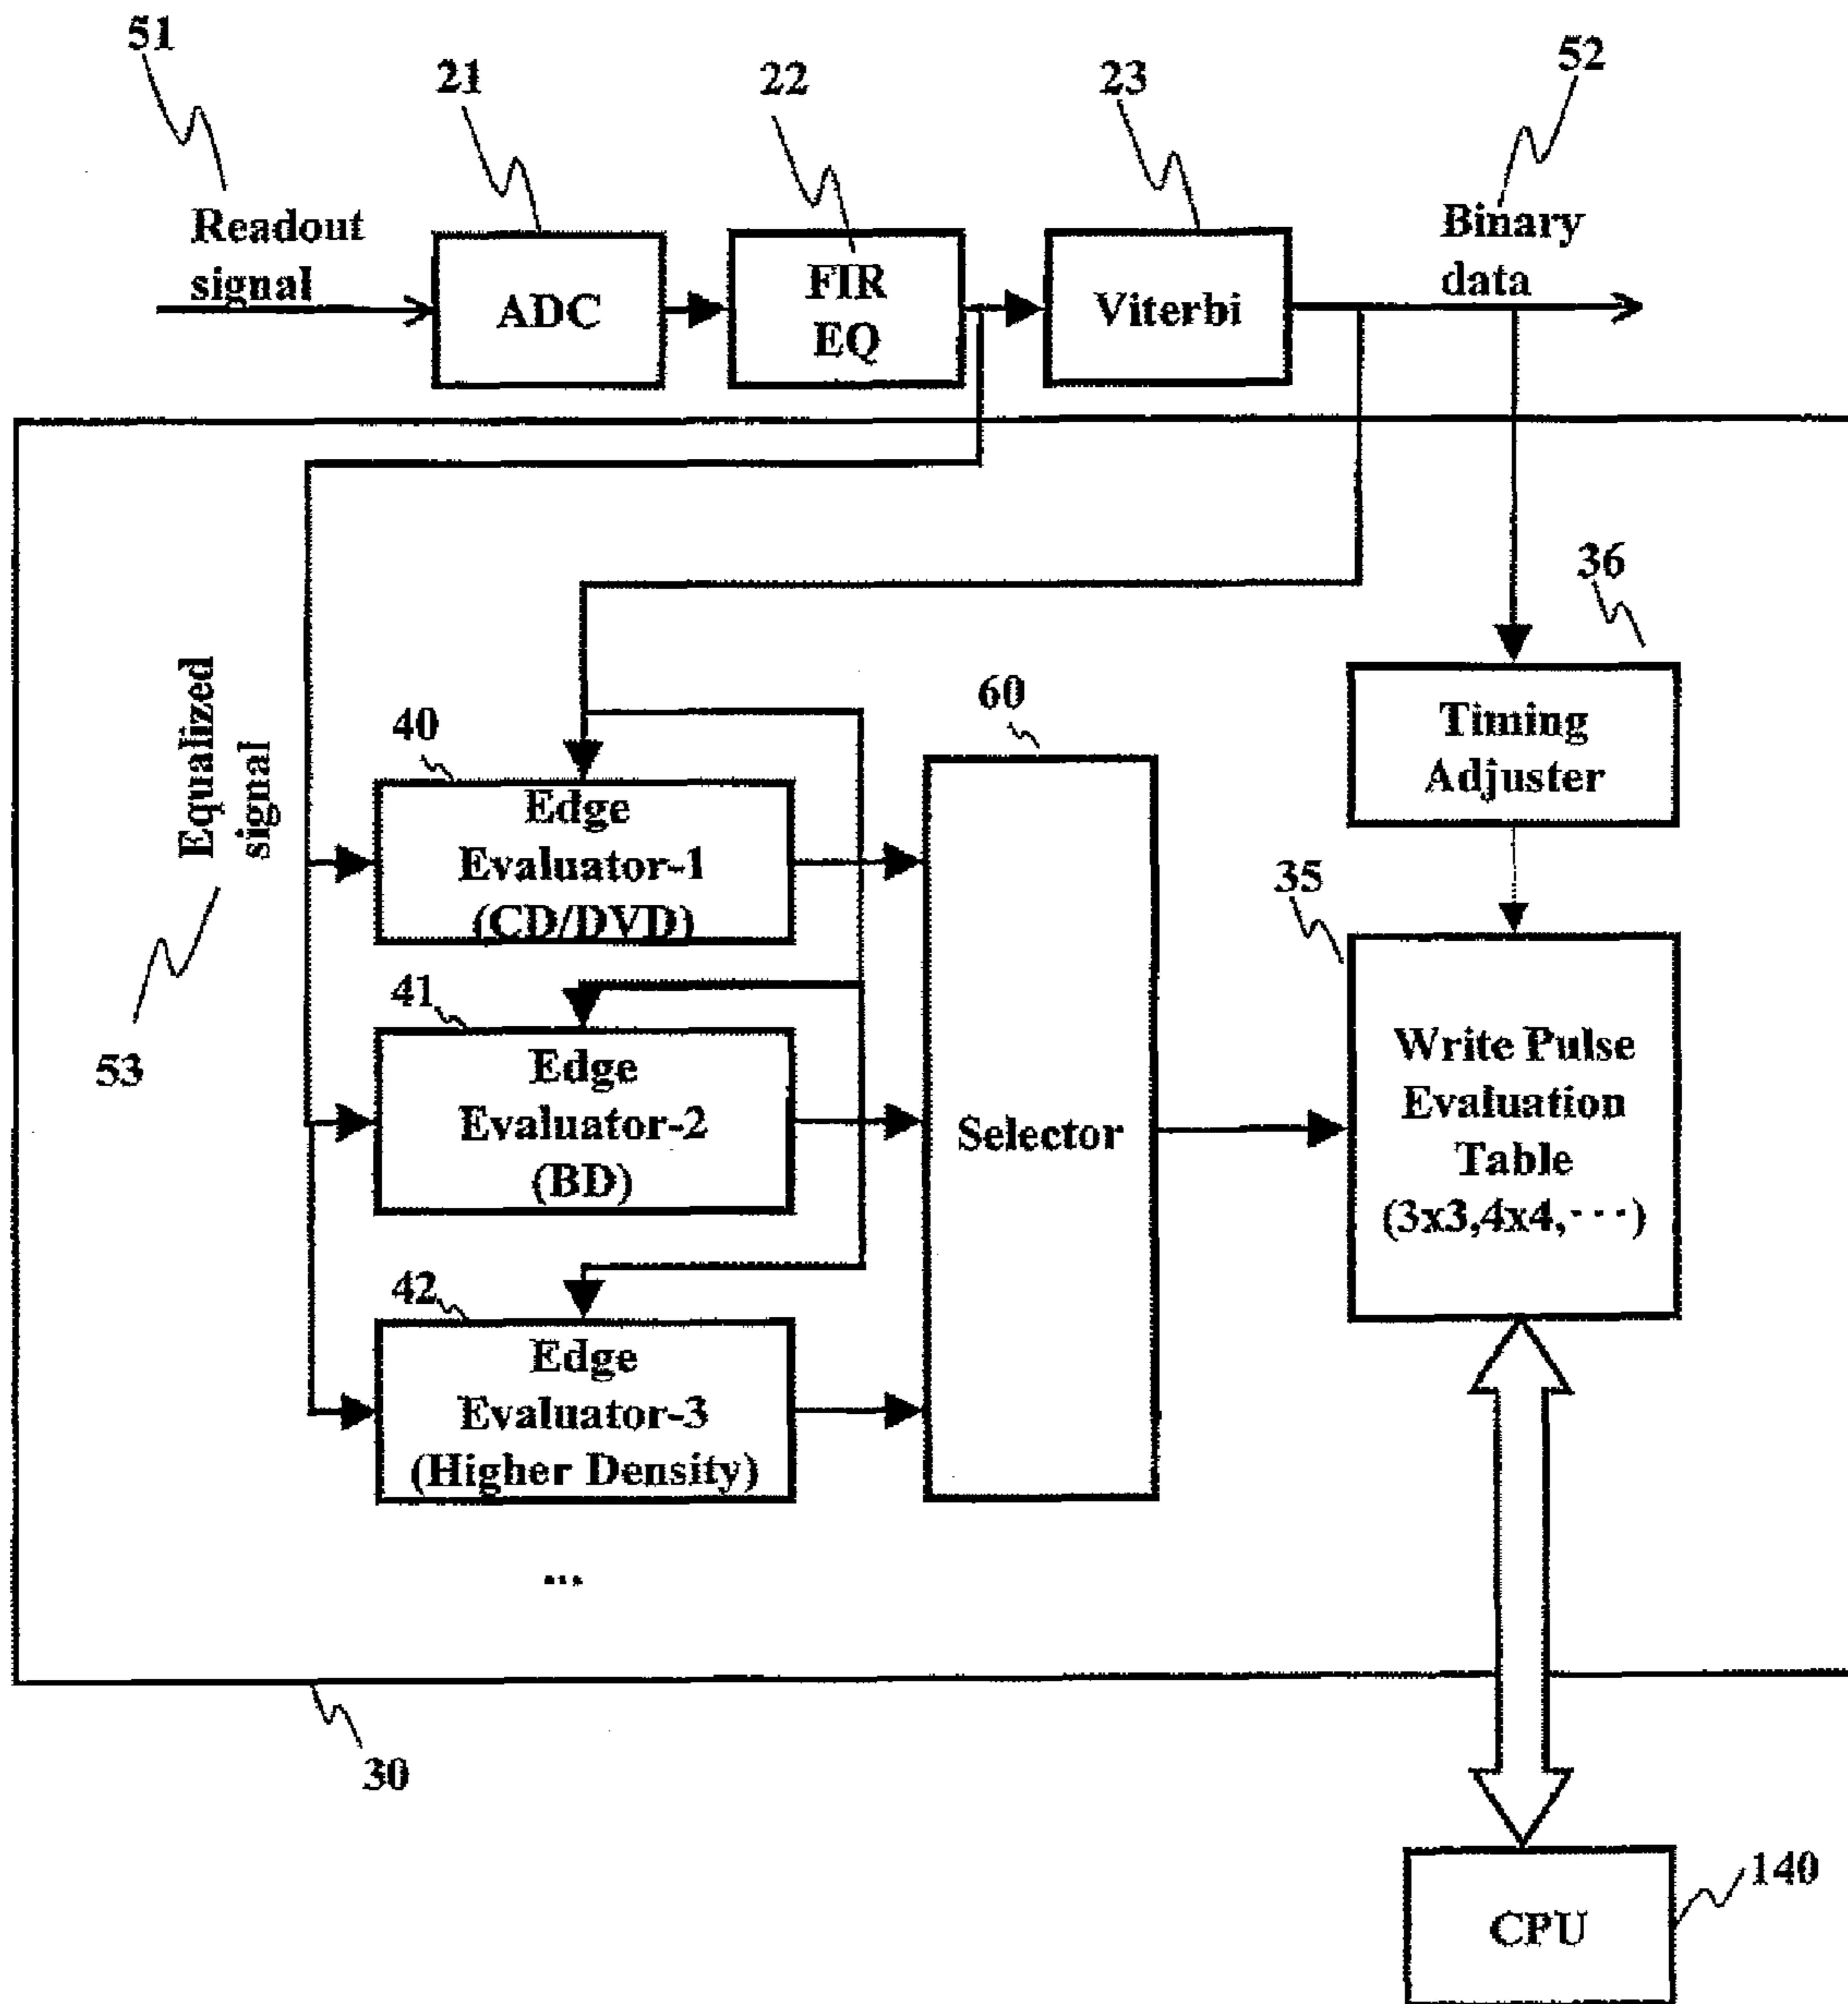 51
21
22
23
52
Readout
signal
ADC
FIR
EQ
Viterbi
Binary
data
36
Equalized
signal
53
40
Edge
Evaluator-1
(CD/DVD)
60
Timing
Adjuster
35
41
Edge
Evaluator-2
(BD)
Selector
Write Pulse
Evaluation
Table
(3x3,4x4,···)
42
Edge
Evaluator-3
(Higher Density)
...
30
140
CPU